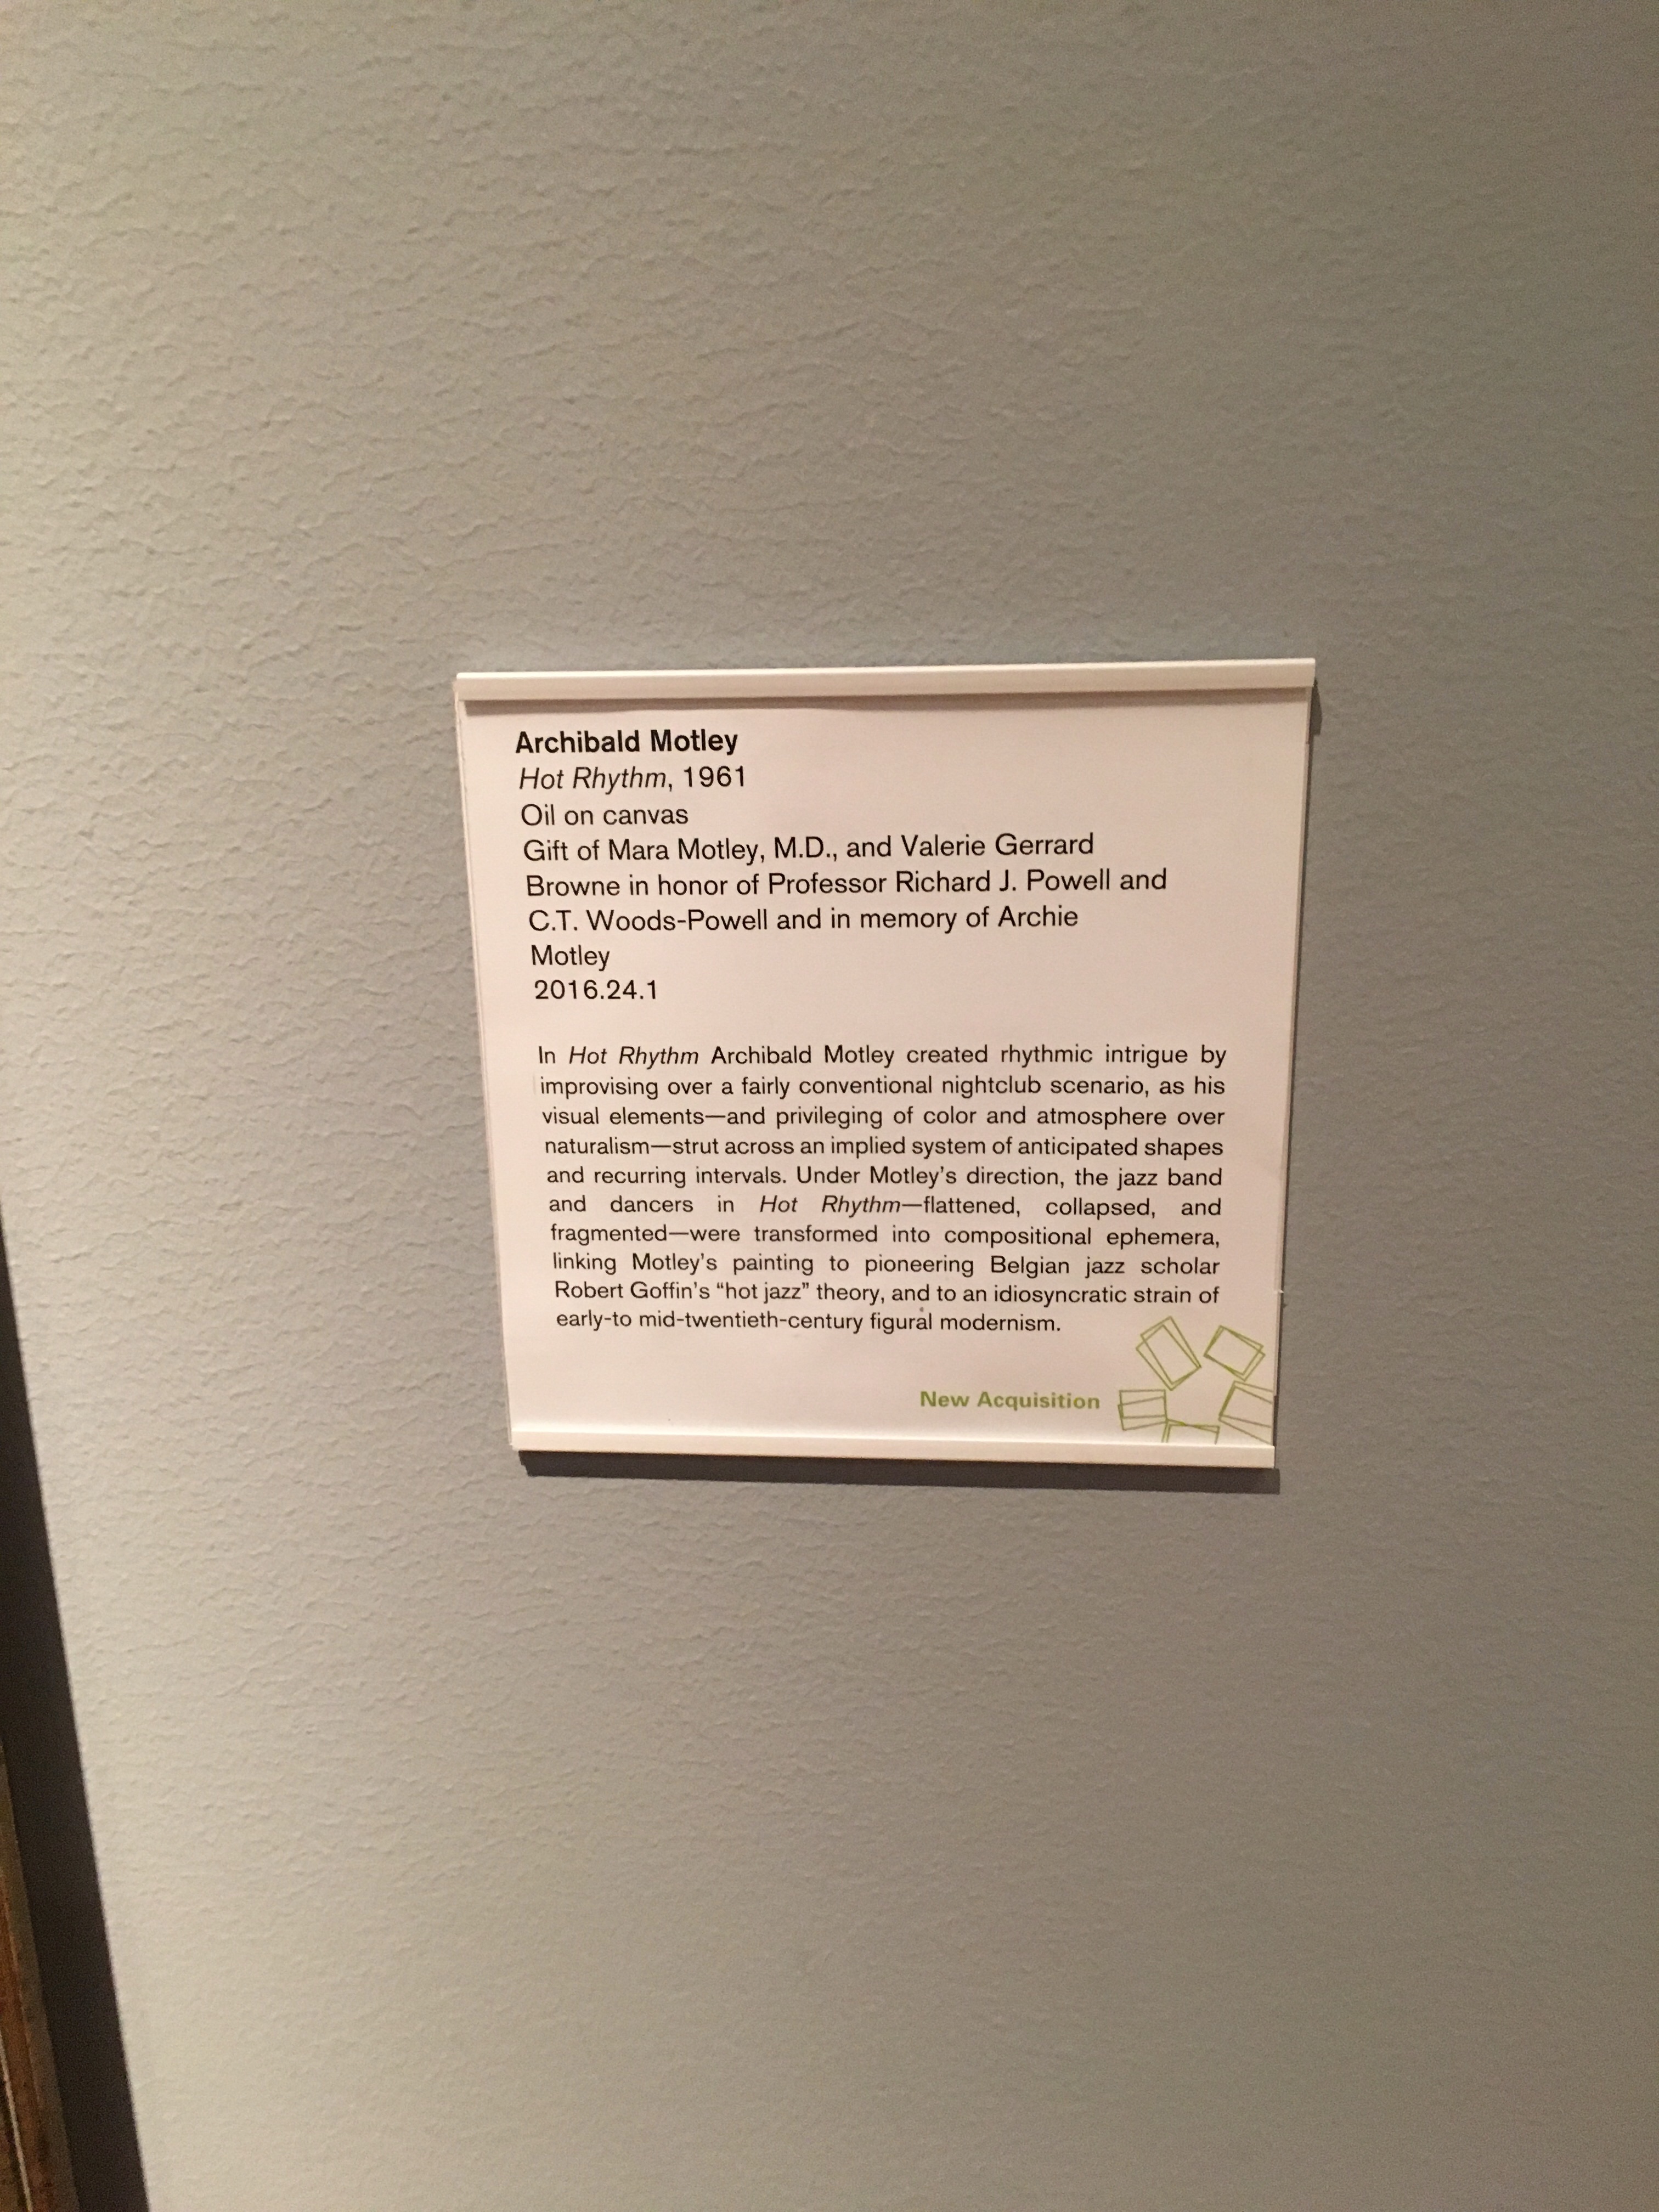 Archibald Motley
Hot Rhythm, 1961
Oil on canvas
Gift of Mara Motley, M.D., and Valerie Gerrard
Browne in honor of Professor Richard J. Powell and
C.T. Woods-Powell and in memory of Archie
Motley
2016.24.1
In Hot Rhythm Archibald Motley created rhythmic intrigue by
improvising over a fairly conventional nightclub scenario, as his
visual elements—and privileging of color and atmosphere over
naturalism—strut across an implied system of anticipated shapes
and recurring intervals. Under Motley’s direction, the jazz band
and dancers in Hot Rhythm—flattened, collapsed, and
fragmented—were transformed into compositional ephemera,
linking Motley’s painting to pioneering Belgian jazz scholar
Robert Goffin’s “hot jazz” theory, and to an idiosyncratic strain of
early-to mid-twentieth-century figural modernism.
New Acquisition